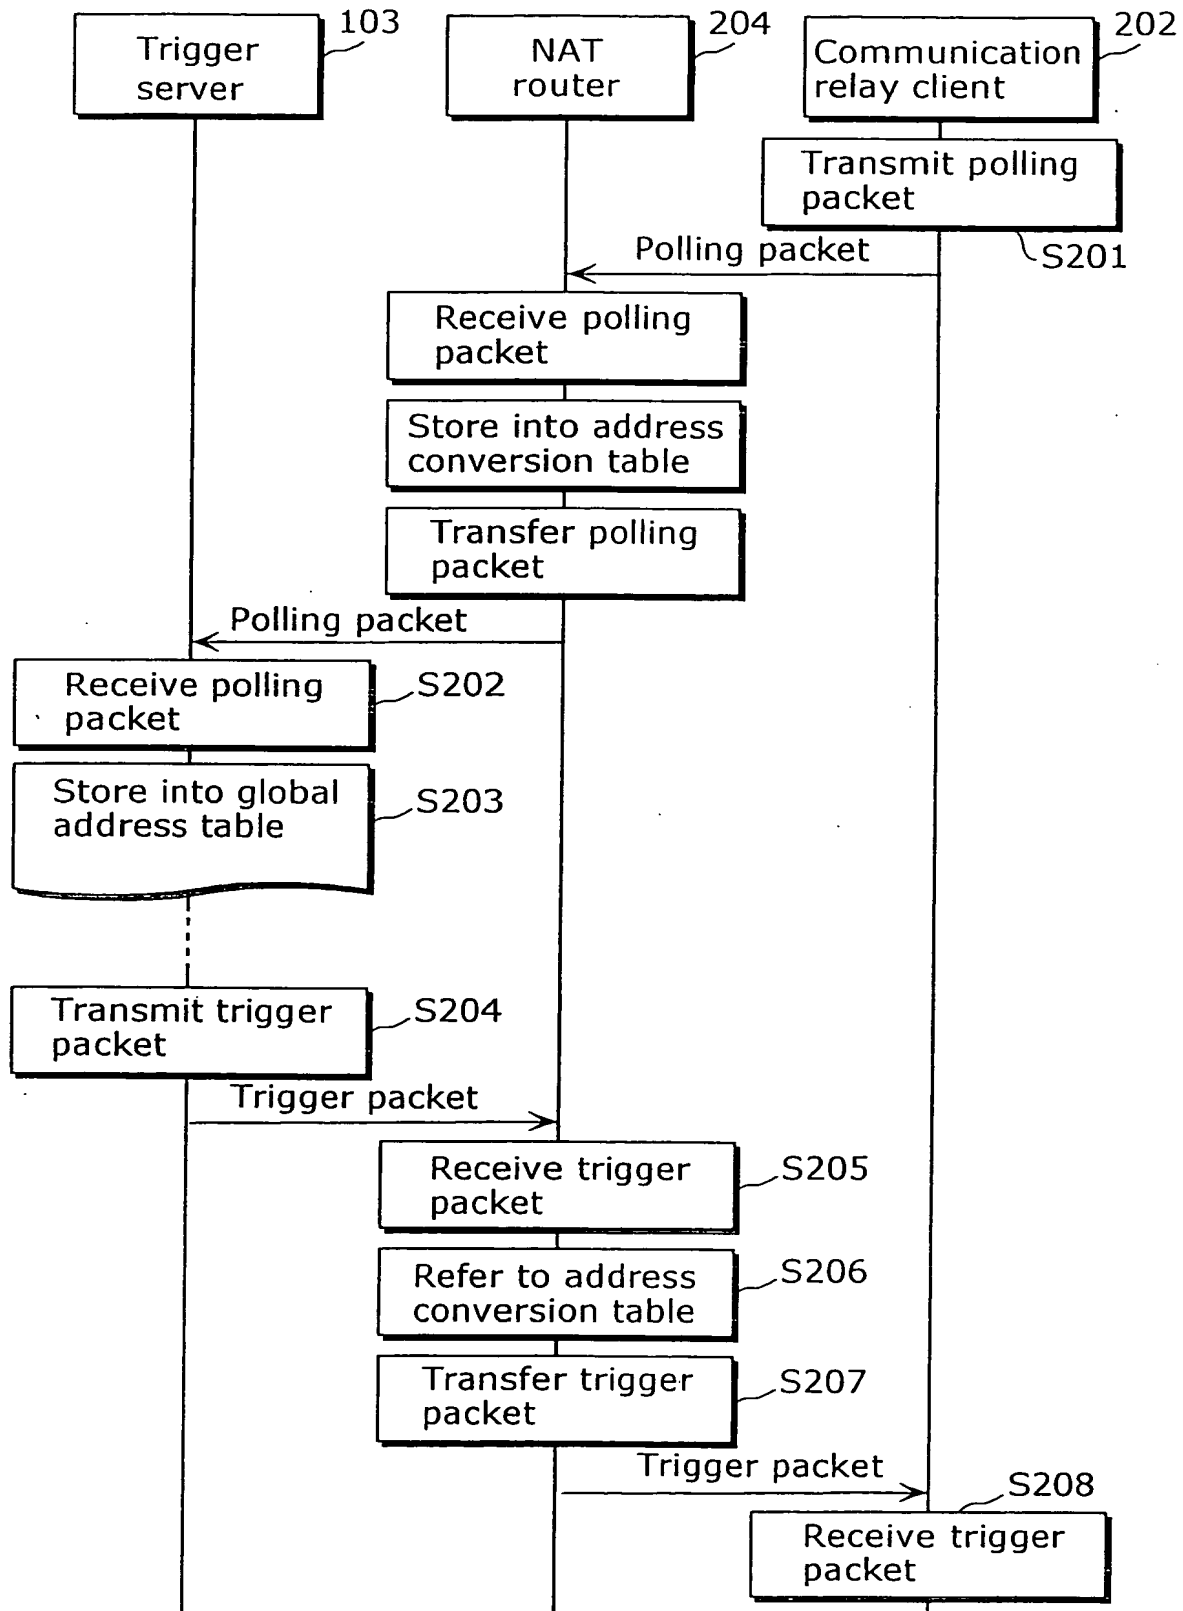 103
Trigger
server
204
NAT
router
202
Communication
relay client
Transmit polling
packet
S201
Polling packet
Receive polling
packet
Store into address
conversion table
Transfer polling
packet
Polling packet
Receive polling
packet
S202
Store into global
address table
S203
Transmit trigger
packet
S204
Trigger packet
Receive trigger
packet
S205
Refer to address
conversion table
S206
Transfer trigger
packet
S207
Trigger packet
S208
Receive trigger
packet